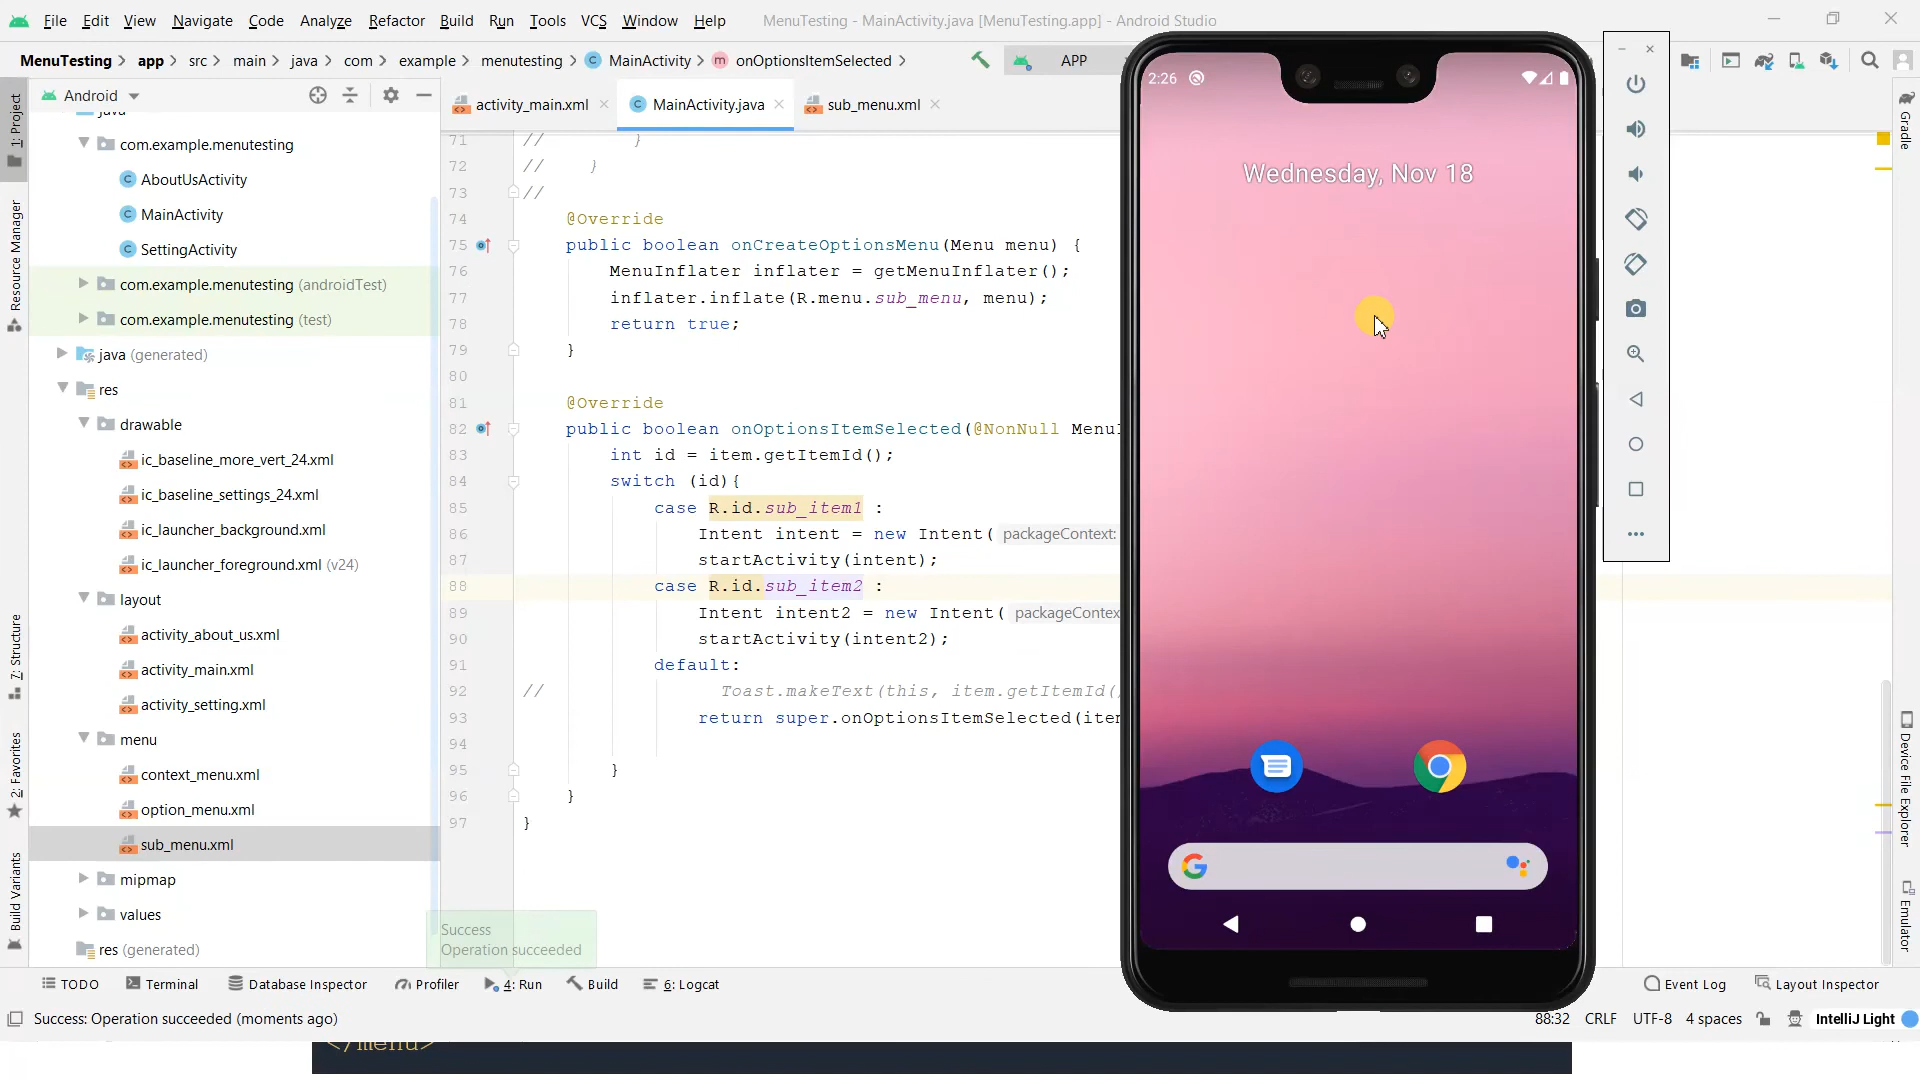 File Edit View Navigate Code Analyze Refactor Build Run Tools VCS Window Help MenuTesting - MainActivity.java [MenuTesting.app] - Android Studio
MenuTesting app src main java com example menutesting MainActivity onOptionsItemSelected APP
Android
activity_main.xml MainActivity.java sub_menu.xml
java
com.example.menutesting
AboutUsActivity
MainActivity
SettingActivity
com.example.menutesting (androidTest)
com.example.menutesting (test)
java (generated)
res
drawable
ic_baseline_more_vert_24.xml
ic_baseline_settings_24.xml
ic_launcher_background.xml
ic_launcher_foreground.xml (v24)
layout
activity_about_us.xml
activity_main.xml
activity_setting.xml
menu
context_menu.xml
option_menu.xml
sub_menu.xml
mipmap
values
res (generated)
1: Project
Resource Manager
7: Structure
2: Favorites
Build Variants
71 // }
72 // }
73 //
74 @Override
75 public boolean onCreateOptionsMenu(Menu menu) {
76 MenuInflater inflater = getMenuInflater();
77 inflater.inflate(R.menu.sub_menu, menu);
78 return true;
79 }
80
81 @Override
82 public boolean onOptionsItemSelected(@NonNull MenuI
83 int id = item.getItemId();
84 switch (id){
85 case R.id.sub_item1 :
86 Intent intent = new Intent( packageContext:
87 startActivity(intent);
88 case R.id.sub_item2 :
89 Intent intent2 = new Intent( packageContex
90 startActivity(intent2);
91 default:
92 // Toast.makeText(this, item.getItemId(
93 return super.onOptionsItemSelected(item
94
95 }
96 }
97 }
Success
Operation succeeded
2:26
Wednesday, Nov 18
Gradle
Device File Explorer
Emulator
TODO Terminal Database Inspector Profiler 4: Run Build 6: Logcat Event Log Layout Inspector
Success: Operation succeeded (moments ago) 88:32 CRLF UTF-8 4 spaces IntelliJ Light
</menu>